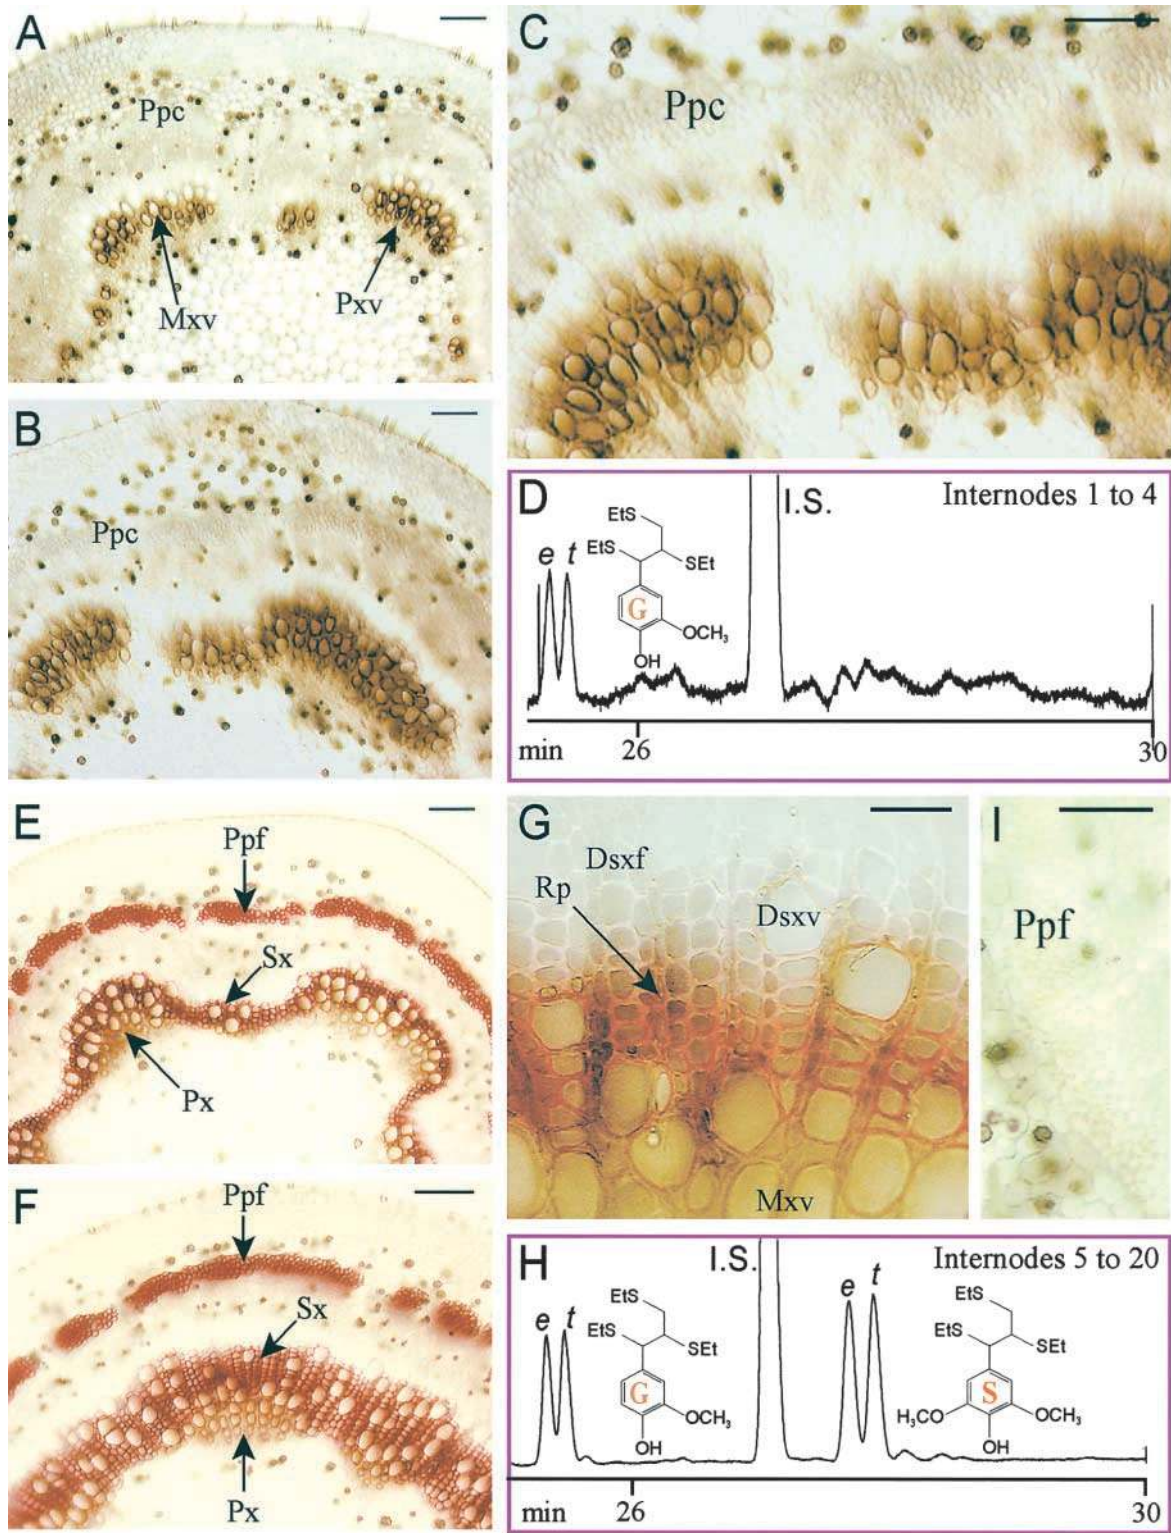 A
Ppc
Mxv
Pxv
B
Ppc
C
Ppc
D
I.S.
Internodes 1 to 4
e t
EtS
EtS
SEt
G
OCH3
OH
min 26 30
E
Ppf
Sx
Px
F
Ppf
Sx
Px
G
Dsxf
Rp
Dsxv
Mxv
I
Ppf
H
I.S.
Internodes 5 to 20
e t
EtS
EtS
SEt
G
OCH3
OH
e t
EtS
EtS
SEt
S
H3CO
OCH3
OH
min 26 30